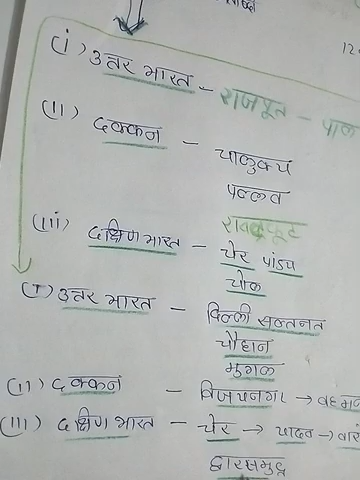 (i) उत्तर भारत - राजपूत - पाल
(ii) दक्कन - चालुक्य
पल्लव
(iii) दक्षिण भारत - चेर पांड्य
चोल
(i) उत्तर भारत - दिल्ली सल्तनत
चौहान
मुगल
(ii) दक्कन - विजयनगर → बहमन
(iii) दक्षिण भारत - चेर → यादव → वारं
द्वारसमुद्र